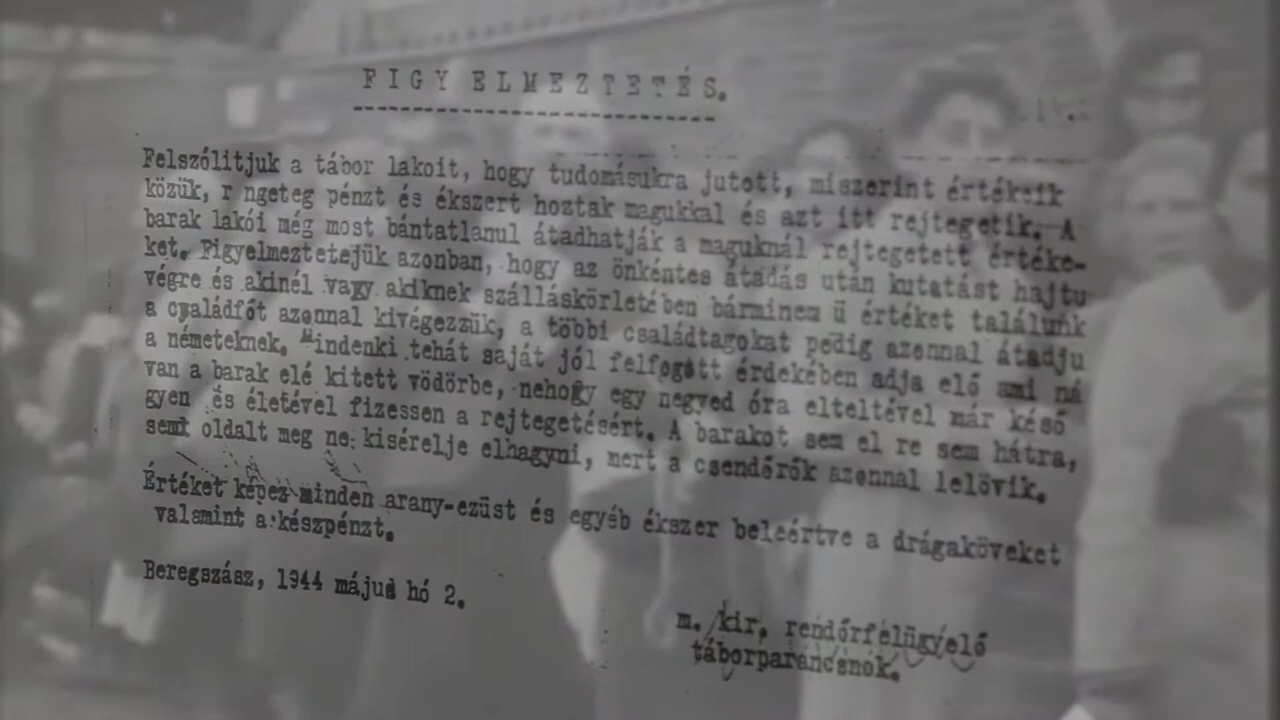 F I G Y E L M E Z T E T É S.
Felszólitjuk a tábor lakoit, hogy tudomásukra jutott, miszerint értékeik
közük, r ngeteg pénzt és ékszert hoztak magukkal és azt itt rejtegetik. A
barak lakói még most bántatlanul átadhatják a maguknál rejtegetett értéke-
ket. Figyelmeztetejük azonban, hogy az önkéntes átadás után kutatást hajtu
végre és akinél vagy akiknek szálláskörletében bárminem ü értéket találunk
a családfőt azonnal kivégezzük, a többi családtagokat pedig azonnal átadju
a németeknek. Mindenki tehát saját jól felfogott érdekében adja elő ami ná
van a barak elé kitett vödörbe, nehogy egy negyed óra elteltével már késő
gyen és életével fizessen a rejtegetésért. A barakot sem el re sem hátra,
semi oldalt meg ne kisérelje elhagyni, mert a csendőrök azonnal lelövik.
Értéket képez minden arany-ezüst és egyéb ékszer beleértve a drágaköveket
valamint a készpénzt.
Beregszász, 1944 május hó 2.
m. kir. rendőrfelügyelő
táborparancsnok.